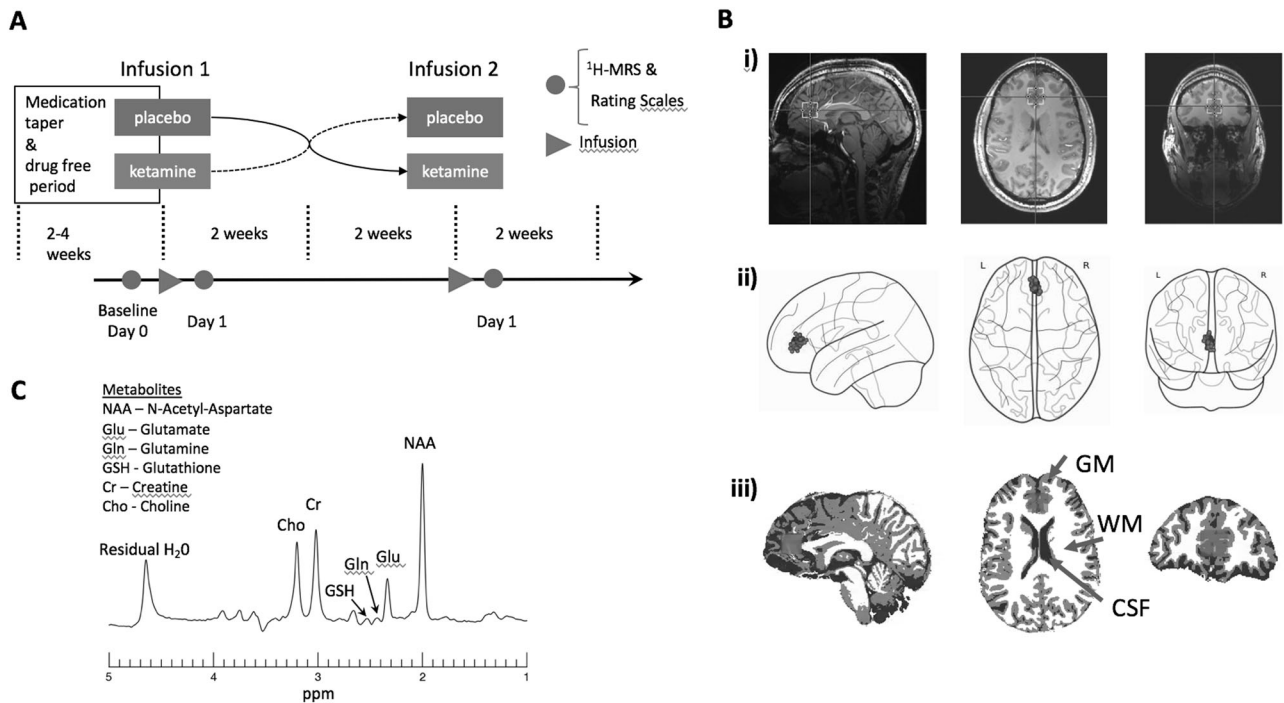 A
Infusion 1
Infusion 2
Medication
taper
&
drug free
period
placebo
ketamine
placebo
ketamine
¹H-MRS &
Rating Scales
Infusion
2-4
weeks
2 weeks
2 weeks
2 weeks
Baseline
Day 0
Day 1
Day 1
B
i)
ii)
L
R
L
R
iii)
GM
WM
CSF
C
Metabolites
NAA – N-Acetyl-Aspartate
Glu – Glutamate
Gln – Glutamine
GSH - Glutathione
Cr – Creatine
Cho - Choline
Residual H₂0
Cho
Cr
GSH
Gln
Glu
NAA
5
4
3
2
1
ppm